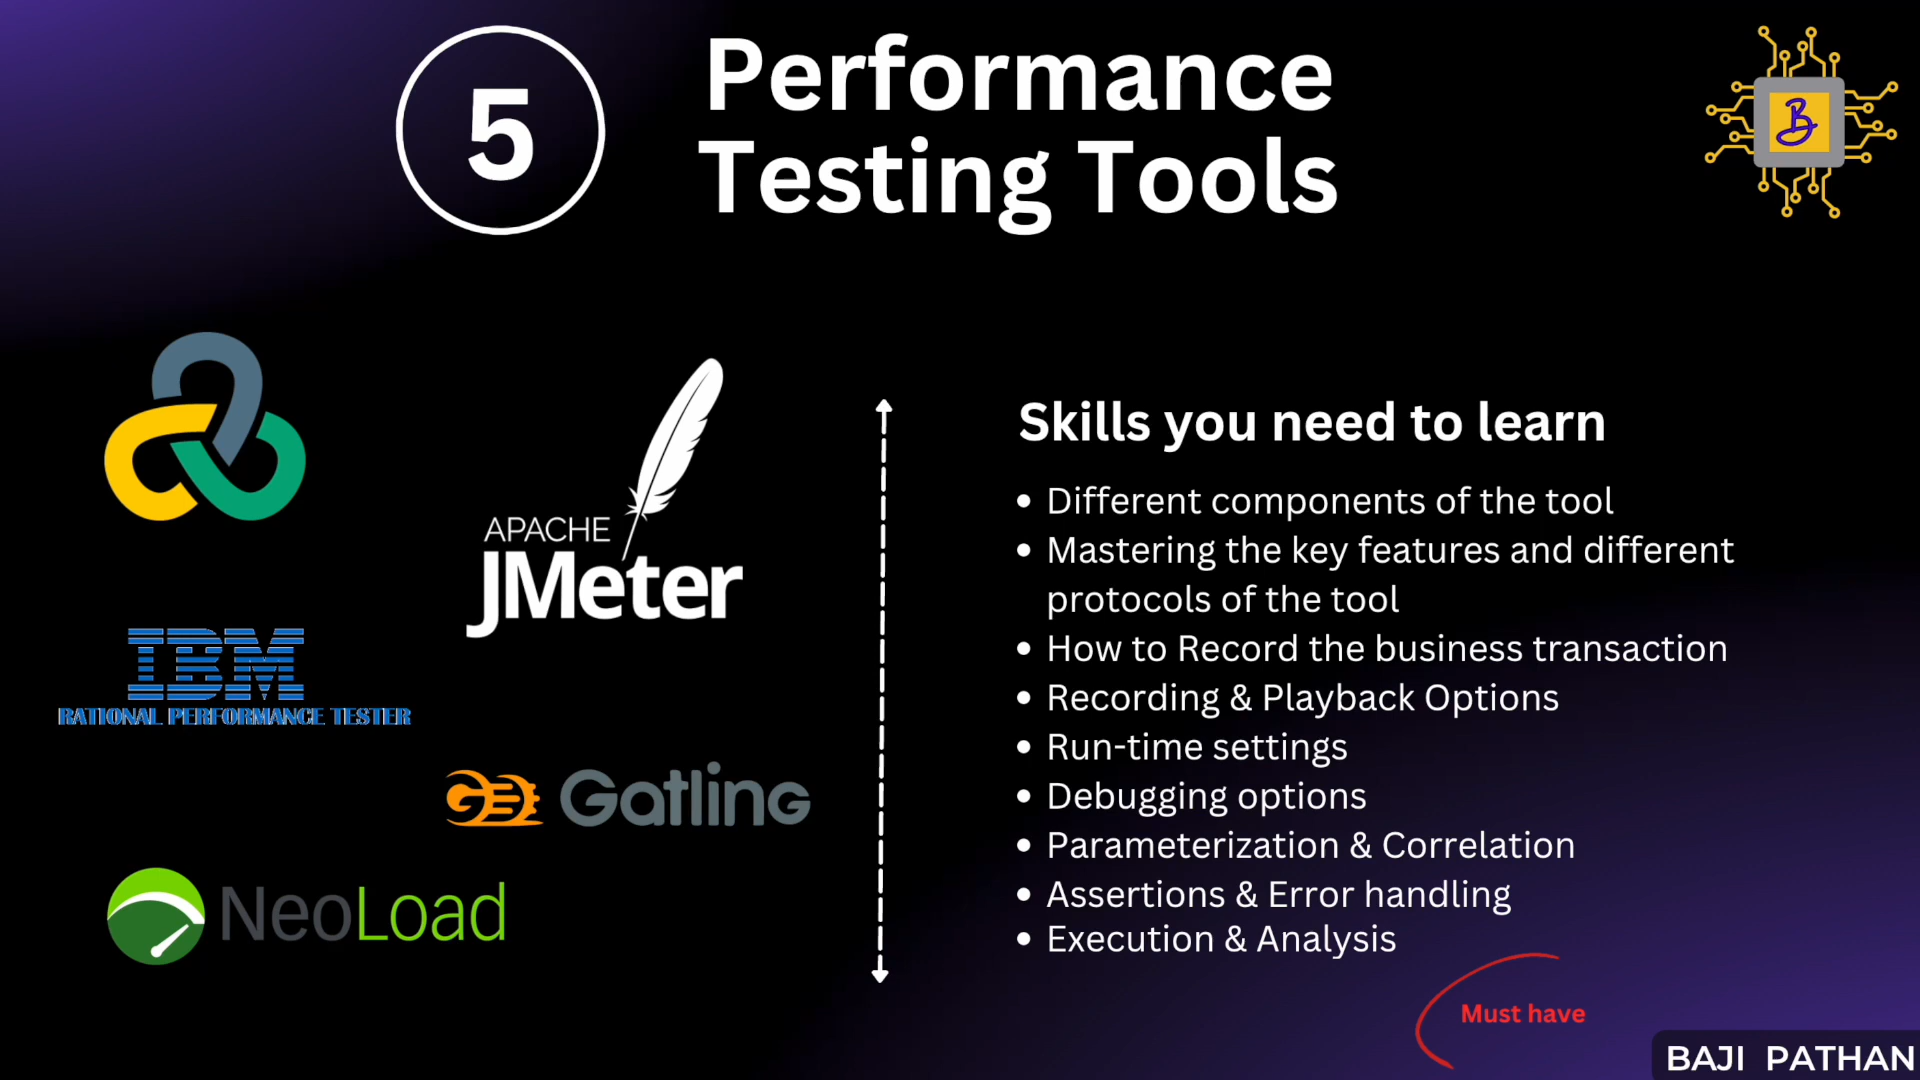 5
Performance
Testing Tools
B
APACHE
JMeter
IBM
RATIONAL PERFORMANCE TESTER
Gatling
NeoLoad
Skills you need to learn
• Different components of the tool
• Mastering the key features and different
protocols of the tool
• How to Record the business transaction
• Recording & Playback Options
• Run-time settings
• Debugging options
• Parameterization & Correlation
• Assertions & Error handling
• Execution & Analysis
Must have
BAJI PATHAN